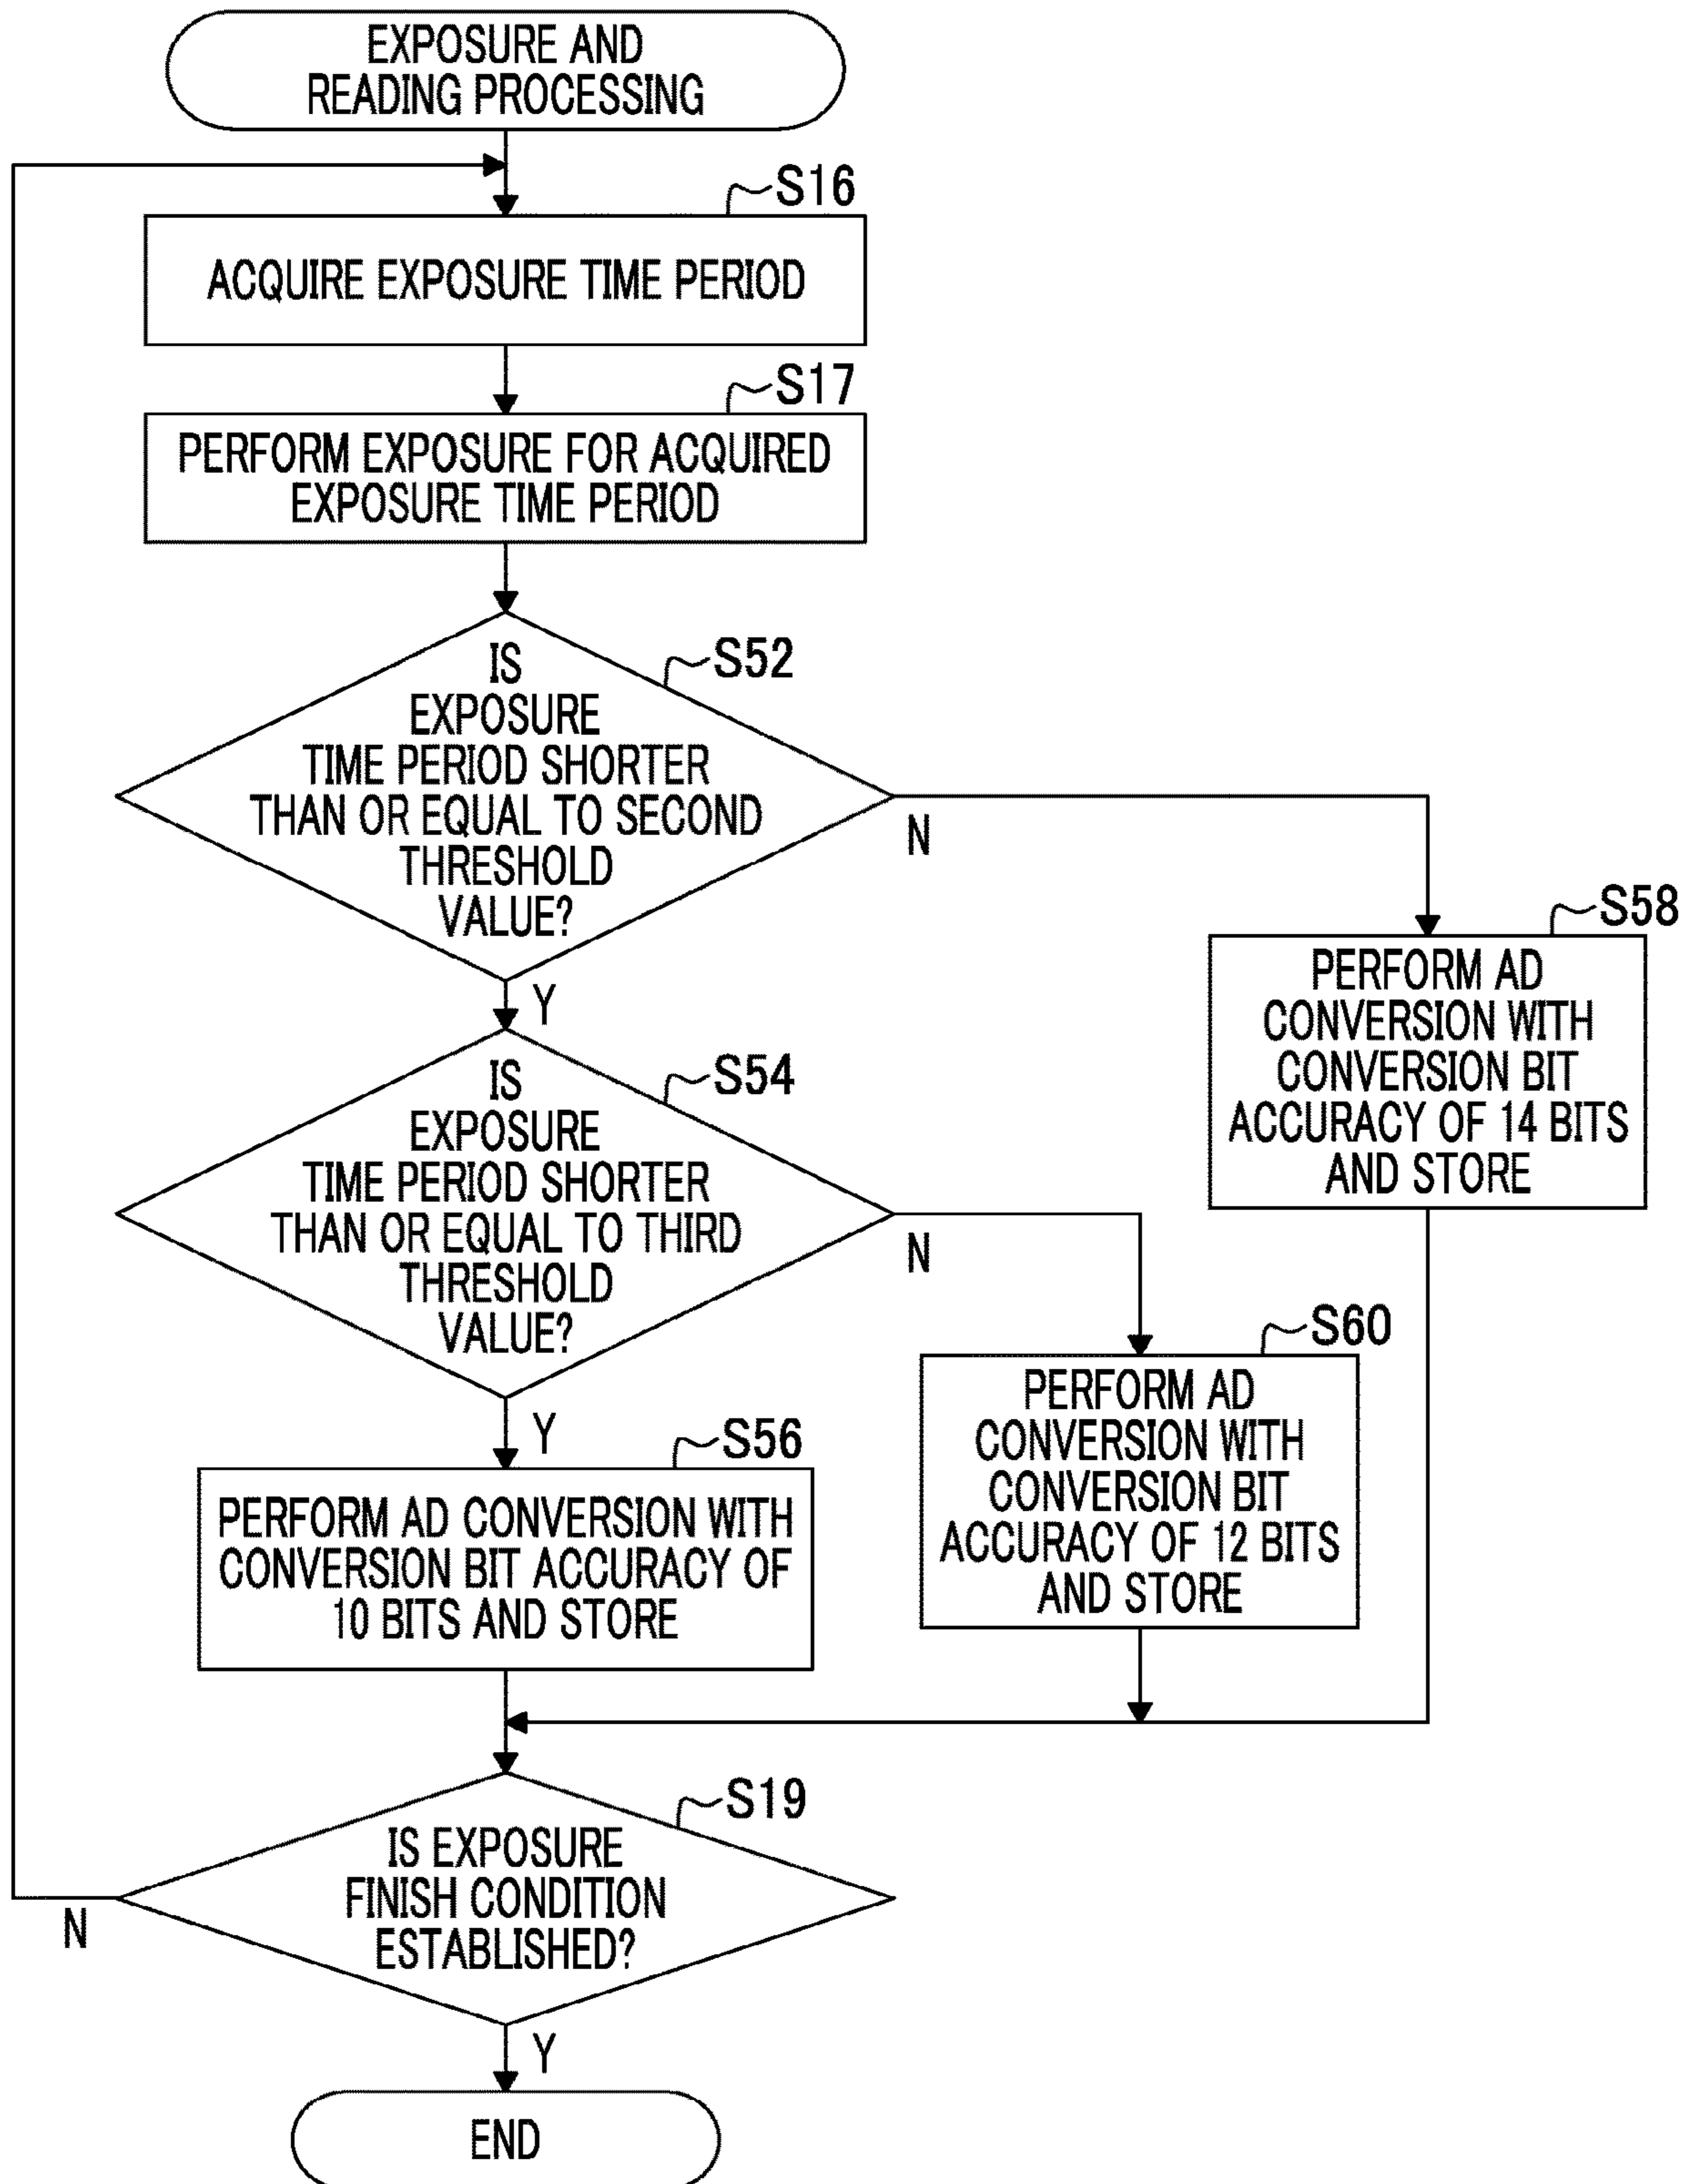 EXPOSURE AND
READING PROCESSING
S16
ACQUIRE EXPOSURE TIME PERIOD
S17
PERFORM EXPOSURE FOR ACQUIRED
EXPOSURE TIME PERIOD
S52
IS
EXPOSURE
TIME PERIOD SHORTER
THAN OR EQUAL TO SECOND
THRESHOLD
VALUE?
N
Y
S58
PERFORM AD
CONVERSION WITH
CONVERSION BIT
ACCURACY OF 14 BITS
AND STORE
S54
IS
EXPOSURE
TIME PERIOD SHORTER
THAN OR EQUAL TO THIRD
THRESHOLD
VALUE?
N
Y
S60
PERFORM AD
CONVERSION WITH
CONVERSION BIT
ACCURACY OF 12 BITS
AND STORE
S56
PERFORM AD CONVERSION WITH
CONVERSION BIT ACCURACY OF
10 BITS AND STORE
S19
IS EXPOSURE
FINISH CONDITION
ESTABLISHED?
N
Y
END